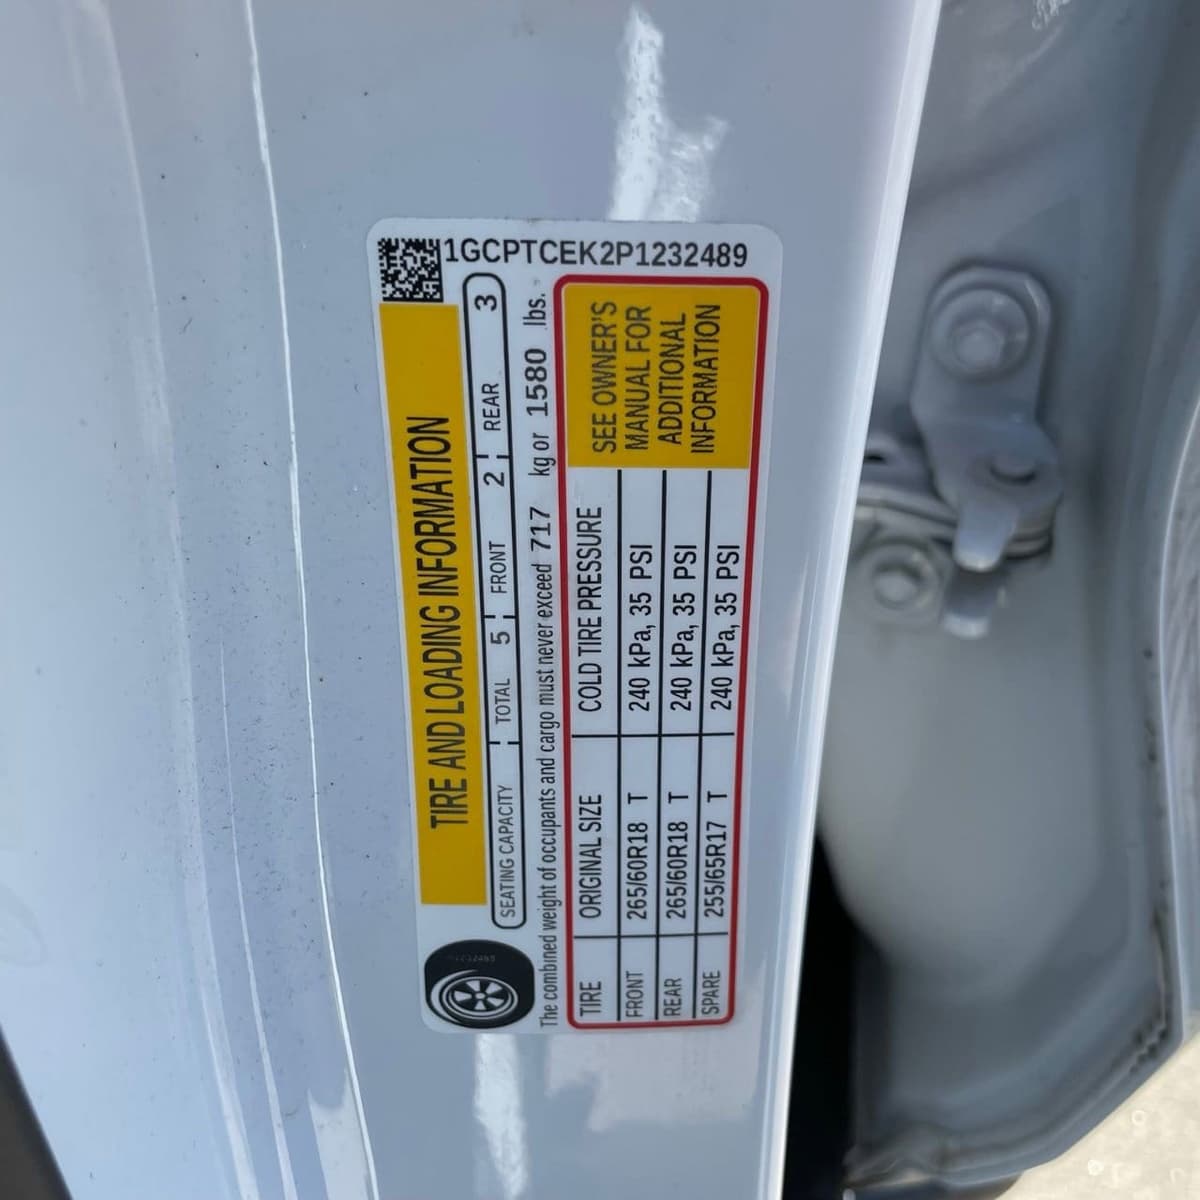 1GCPTCEK2P1232489
TIRE AND LOADING INFORMATION
SEATING CAPACITY TOTAL 5 FRONT 2 REAR 3
The combined weight of occupants and cargo must never exceed 717 kg or 1580 lbs.
TIRE ORIGINAL SIZE COLD TIRE PRESSURE
FRONT 265/60R18 T 240 kPa, 35 PSI
REAR 265/60R18 T 240 kPa, 35 PSI
SPARE 255/65R17 T 240 kPa, 35 PSI
SEE OWNER'S
MANUAL FOR
ADDITIONAL
INFORMATION